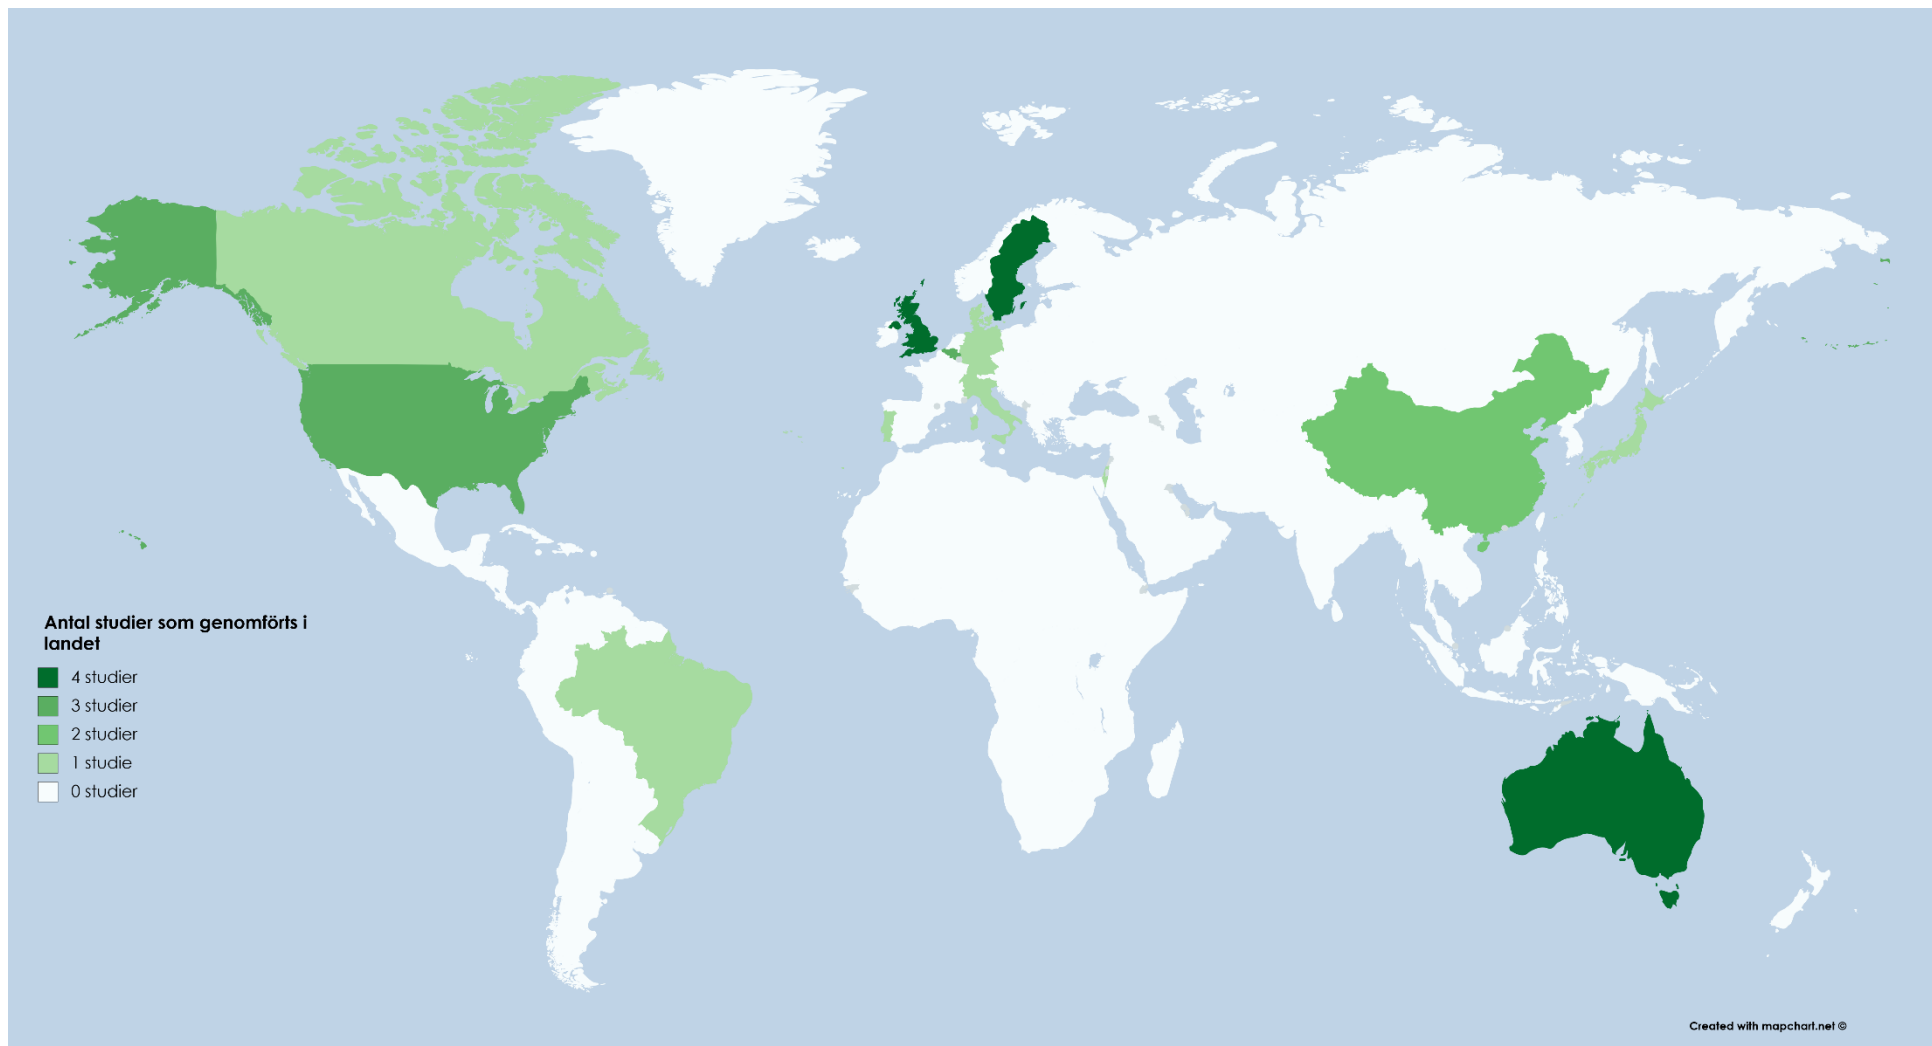 Antal studier som genomförts i
landet
4 studier
3 studier
2 studier
1 studie
0 studier
Created with mapchart.net ©